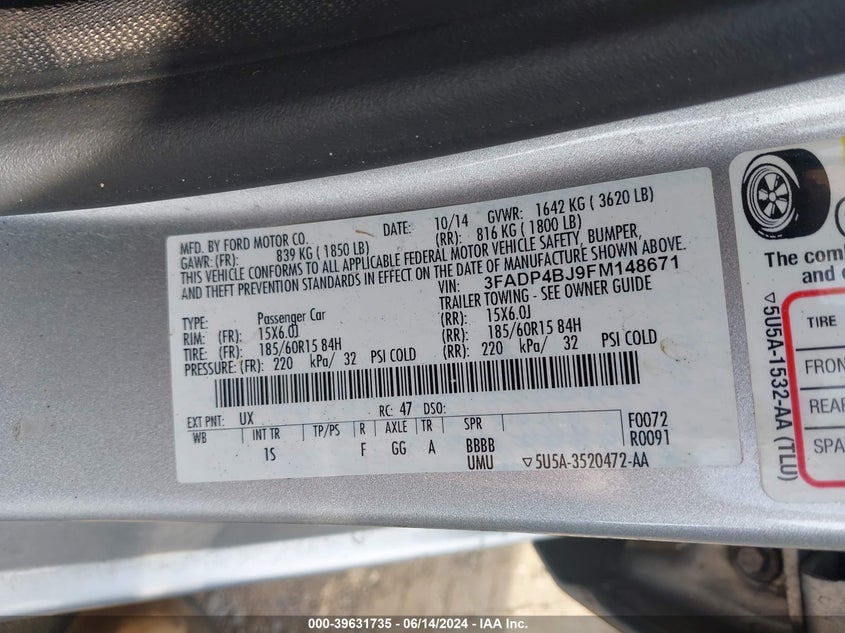 MFD. BY FORD MOTOR CO.
DATE: 10/14 GVWR: 1642 KG ( 3620 LB)
GAWR: (FR): 839 KG ( 1850 LB) (RR): 816 KG ( 1800 LB)
THIS VEHICLE CONFORMS TO ALL APPLICABLE FEDERAL MOTOR VEHICLE SAFETY, BUMPER,
AND THEFT PREVENTION STANDARDS IN EFFECT ON THE DATE OF MANUFACTURE SHOWN ABOVE.
VIN: 3FADP4BJ9FM148671
TYPE: Passenger Car TRAILER TOWING - SEE OWNER GUIDE
RIM: (FR): 15X6.0J (RR): 15X6.0J
TIRE: (FR): 185/60R15 84H (RR): 185/60R15 84H
PRESSURE: (FR): 220 kPa/ 32 PSI COLD (RR): 220 kPa/ 32 PSI COLD
EXT PNT: UX RC: 47 DSO:
WB INT TR TP/PS R AXLE TR SPR F0072
1S F GG A BBBB R0091
UMU ▽5U5A-3520472-AA
The comb
and o
TIRE
FRON
REAR
SPA
▽5U5A-1532-AA (TLU)
000-39631735 - 06/14/2024 - IAA Inc.